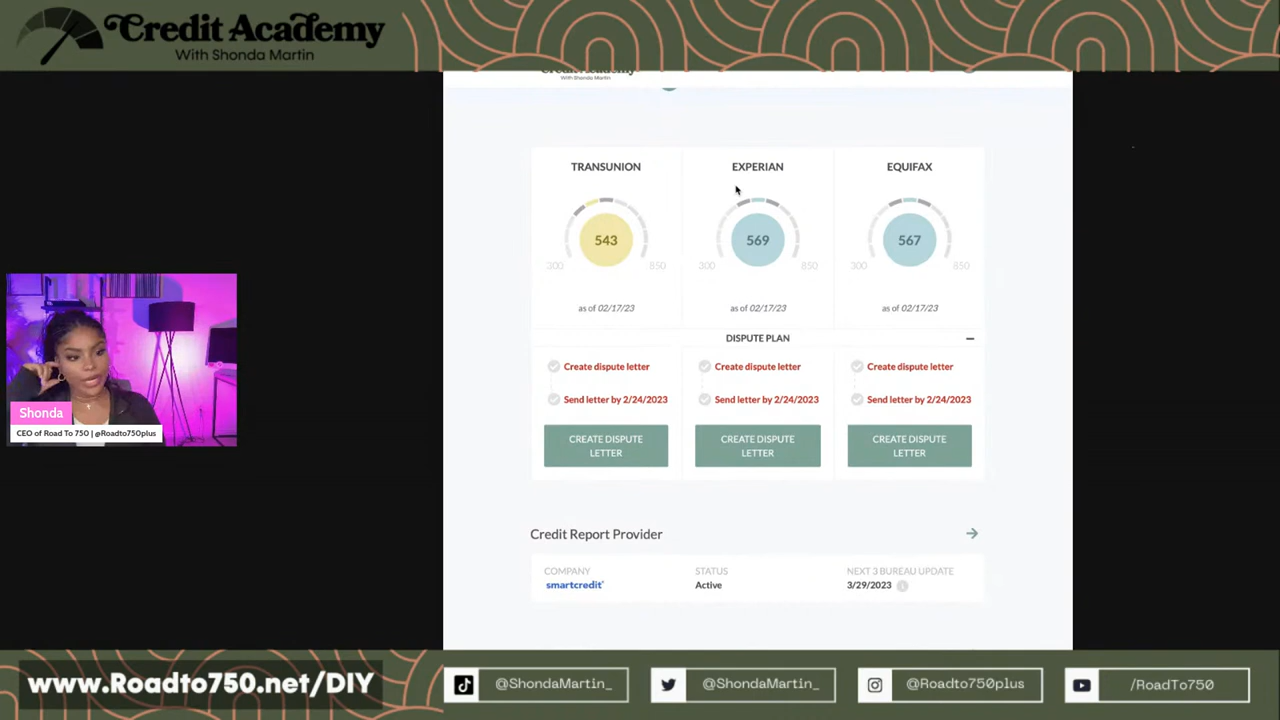 Credit Academy
With Shonda Martin
Credit Academy
With Shonda Martin
TRANSUNION
EXPERIAN
EQUIFAX
543
569
567
300
850
300
850
300
850
as of 02/17/23
as of 02/17/23
as of 02/17/23
DISPUTE PLAN
Create dispute letter
Create dispute letter
Create dispute letter
Send letter by 2/24/2023
Send letter by 2/24/2023
Send letter by 2/24/2023
CREATE DISPUTE
LETTER
CREATE DISPUTE
LETTER
CREATE DISPUTE
LETTER
Shonda
CEO of Road To 750 | @Roadto750plus
Credit Report Provider
COMPANY
STATUS
NEXT 3 BUREAU UPDATE
smartcredit
Active
3/29/2023
www.Roadto750.net/DIY
@ShondaMartin_
@ShondaMartin_
@Roadto750plus
/RoadTo750